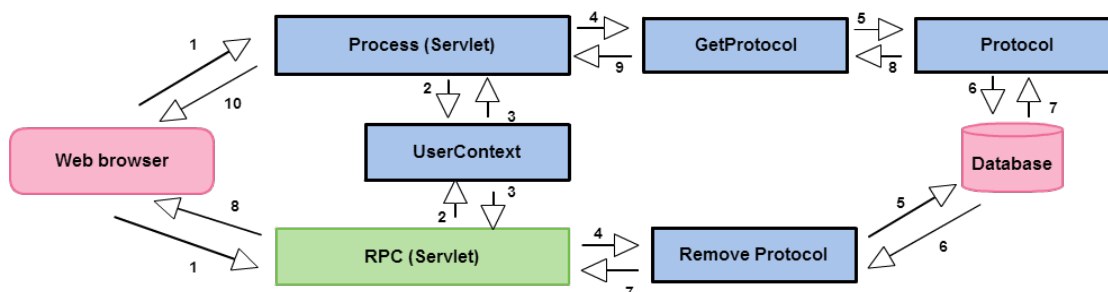 1
Process (Servlet)
4
9
GetProtocol
5
8
Protocol
10
2
3
6
7
Web browser
UserContext
Database
8
2
3
1
RPC (Servlet)
4
7
Remove Protocol
5
6